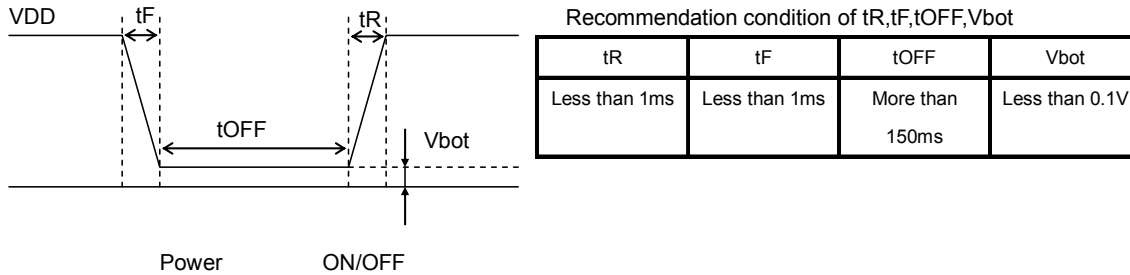 VDD
tF
tR
tOFF
Vbot
Power ON/OFF
Recommendation condition of tR,tF,tOFF,Vbot
tR tF tOFF Vbot
Less than 1ms Less than 1ms More than 150ms Less than 0.1V